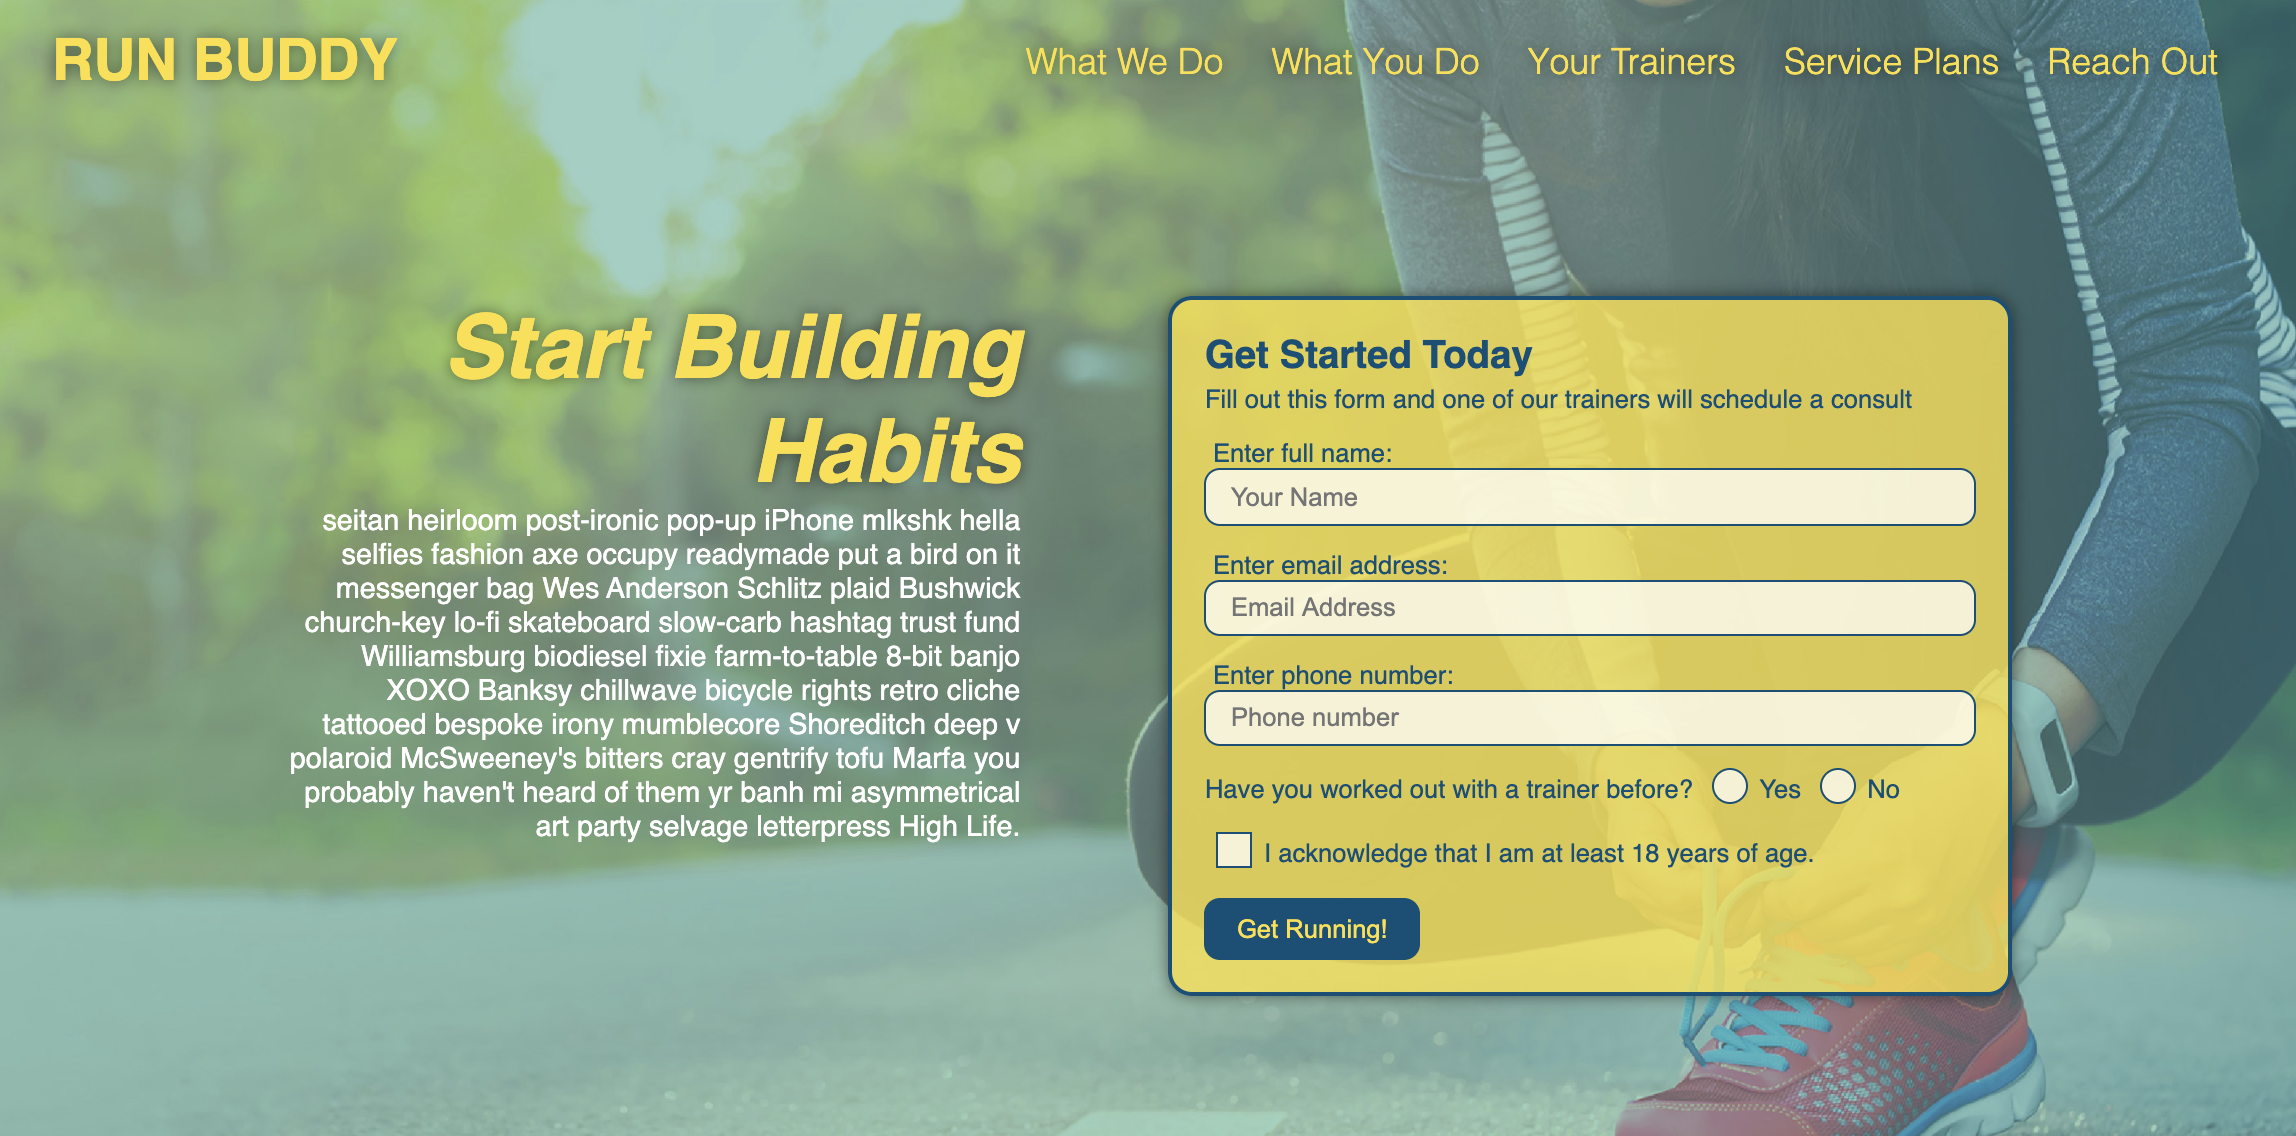 RUN BUDDY
What We Do What You Do Your Trainers Service Plans Reach Out
Start Building
Habits
seitan heirloom post-ironic pop-up iPhone mlkshk hella
selfies fashion axe occupy readymade put a bird on it
messenger bag Wes Anderson Schlitz plaid Bushwick
church-key lo-fi skateboard slow-carb hashtag trust fund
Williamsburg biodiesel fixie farm-to-table 8-bit banjo
XOXO Banksy chillwave bicycle rights retro cliche
tattooed bespoke irony mumblecore Shoreditch deep v
polaroid McSweeney's bitters cray gentrify tofu Marfa you
probably haven't heard of them yr banh mi asymmetrical
art party selvage letterpress High Life.
Get Started Today
Fill out this form and one of our trainers will schedule a consult
Enter full name:
Your Name
Enter email address:
Email Address
Enter phone number:
Phone number
Have you worked out with a trainer before? Yes No
I acknowledge that I am at least 18 years of age.
Get Running!